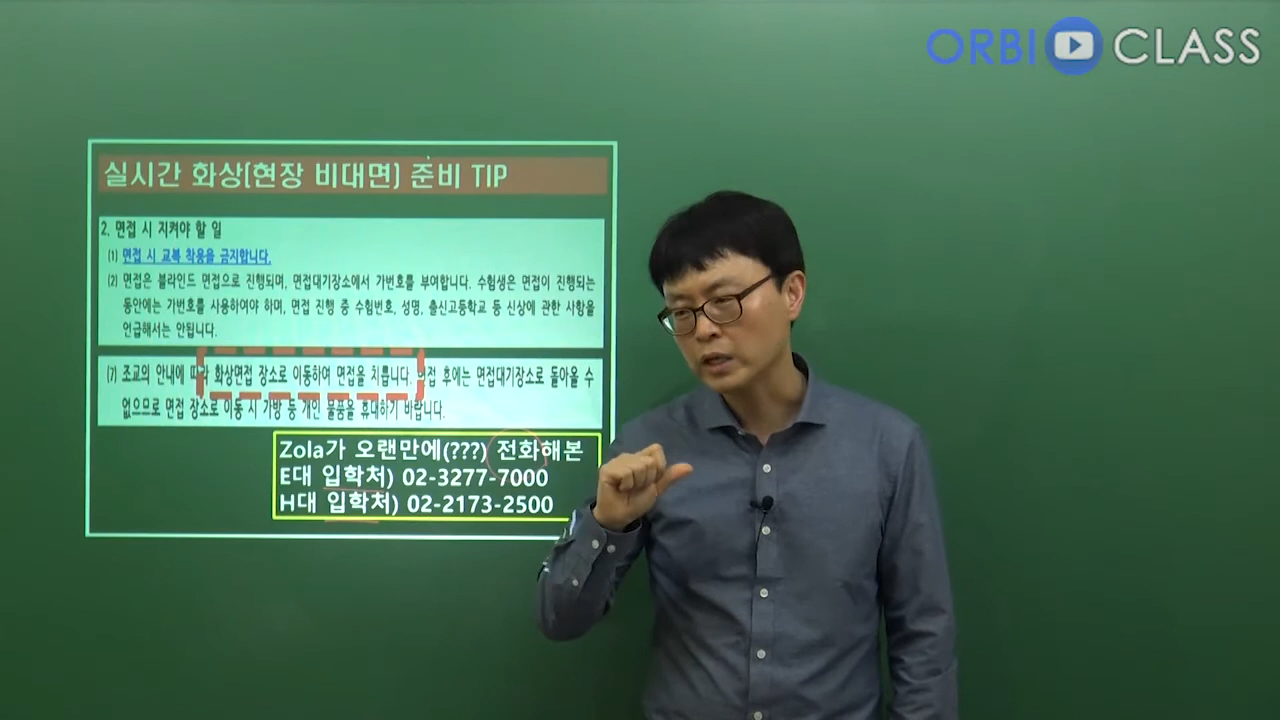 ORBI CLASS
실시간 화상(현장 비대면) 준비 TIP
2. 면접 시 지켜야 할 일
(1) 면접 시 교복 착용을 금지합니다.
(2) 면접은 블라인드 면접으로 진행되며, 면접대기장소에서 가번호를 부여합니다. 수험생은 면접이 진행되는
동안에는 가번호를 사용하여야 하며, 면접 진행 중 수험번호, 성명, 출신고등학교 등 신상에 관한 사항을
언급해서는 안됩니다.
(7) 조교의 안내에 따라 화상면접 장소로 이동하여 면접을 치릅니다. 면접 후에는 면접대기장소로 돌아올 수
없으므로 면접 장소로 이동 시 가방 등 개인 물품을 휴대하기 바랍니다.
Zola가 오랜만에(???) 전화해본
E대 입학처) 02-3277-7000
H대 입학처) 02-2173-2500